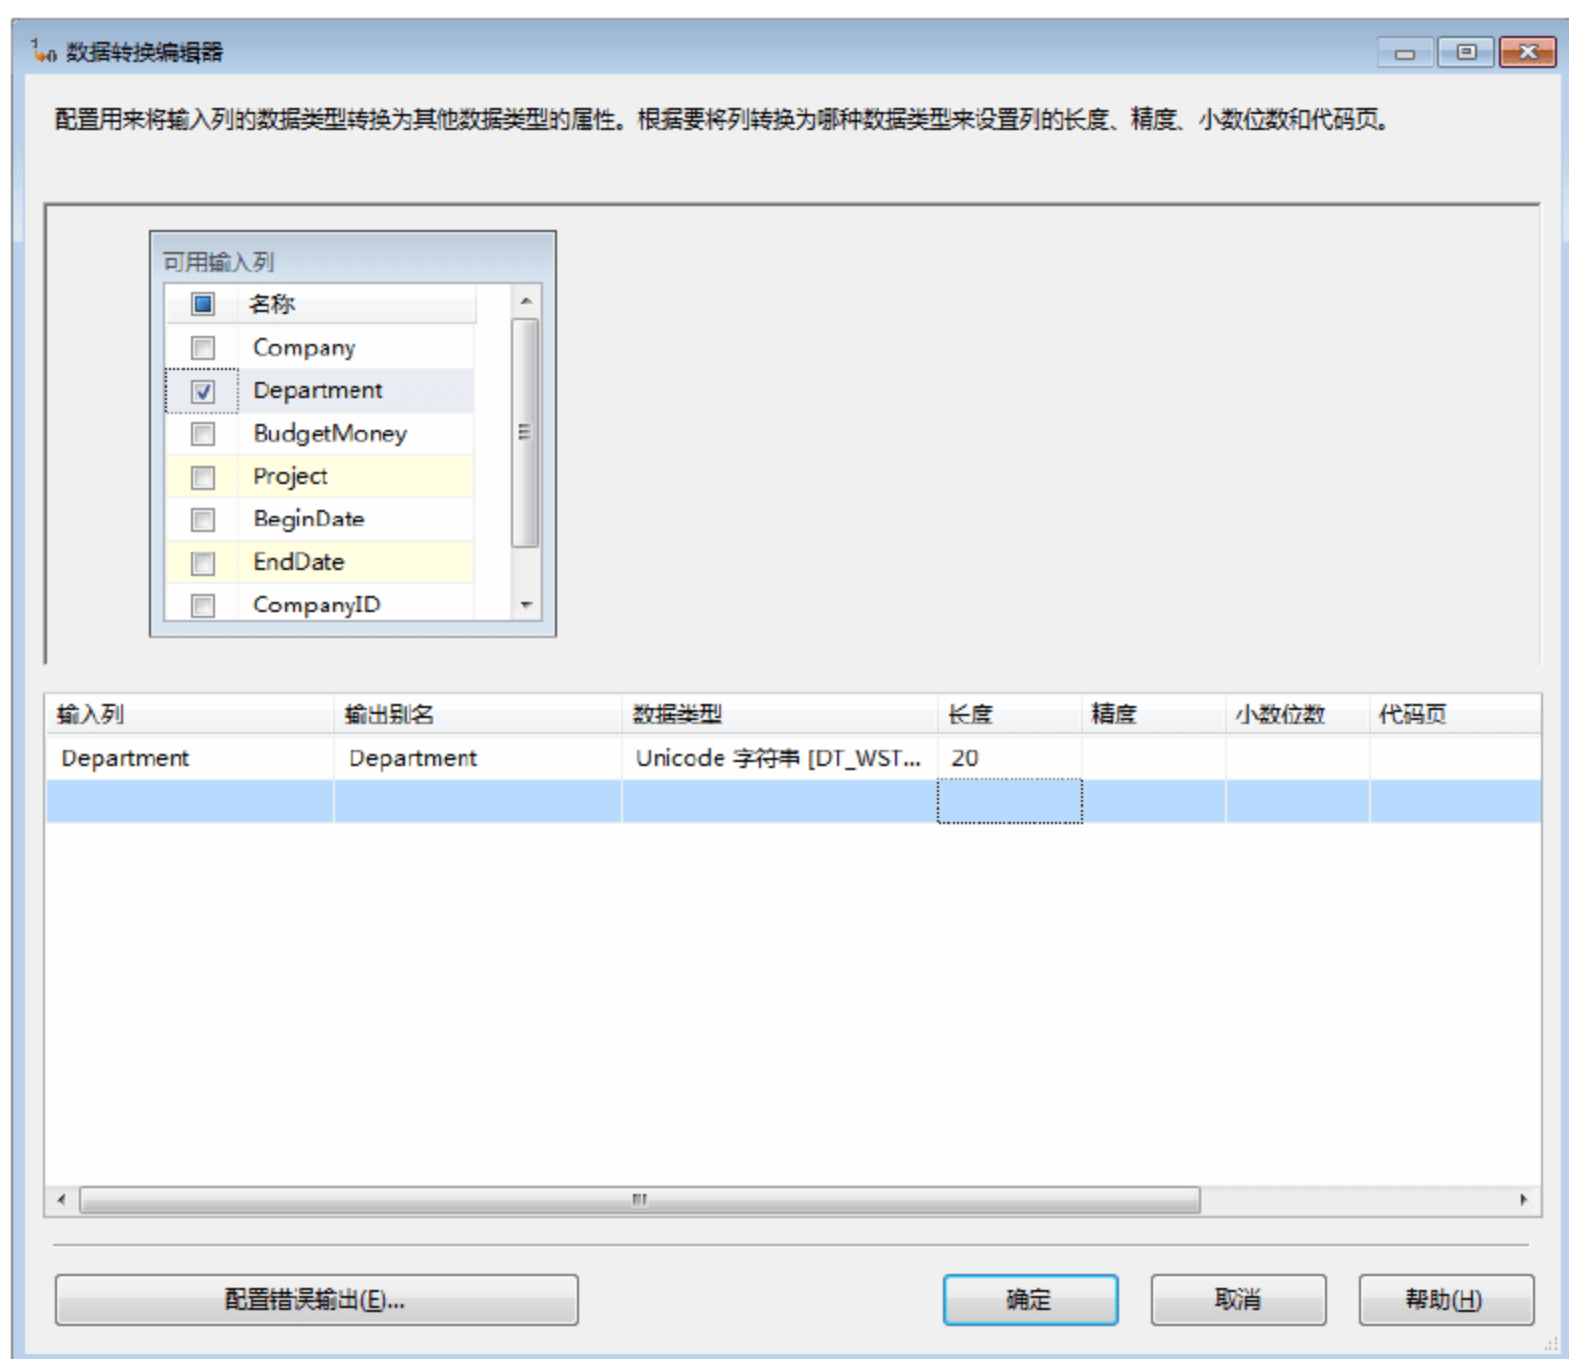 数据转换编辑器
配置用来将输入列的数据类型转换为其他数据类型的属性。根据要将列转换为哪种数据类型来设置列的长度、精度、小数位数和代码页。
可用输入列
名称
Company
Department
BudgetMoney
Project
BeginDate
EndDate
CompanyID
输入列 输出别名 数据类型 长度 精度 小数位数 代码页
Department Department Unicode 字符串 [DT_WST... 20
配置错误输出(E)... 确定 取消 帮助(H)